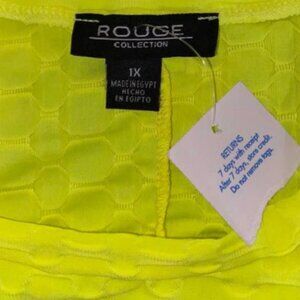 ROUGE
COLLECTION
1X
MADE IN EGYPT
HECHO
EN EGIPTO
RETURNS
7 days with receipt
After 7 days, store credit.
Do not remove tags.